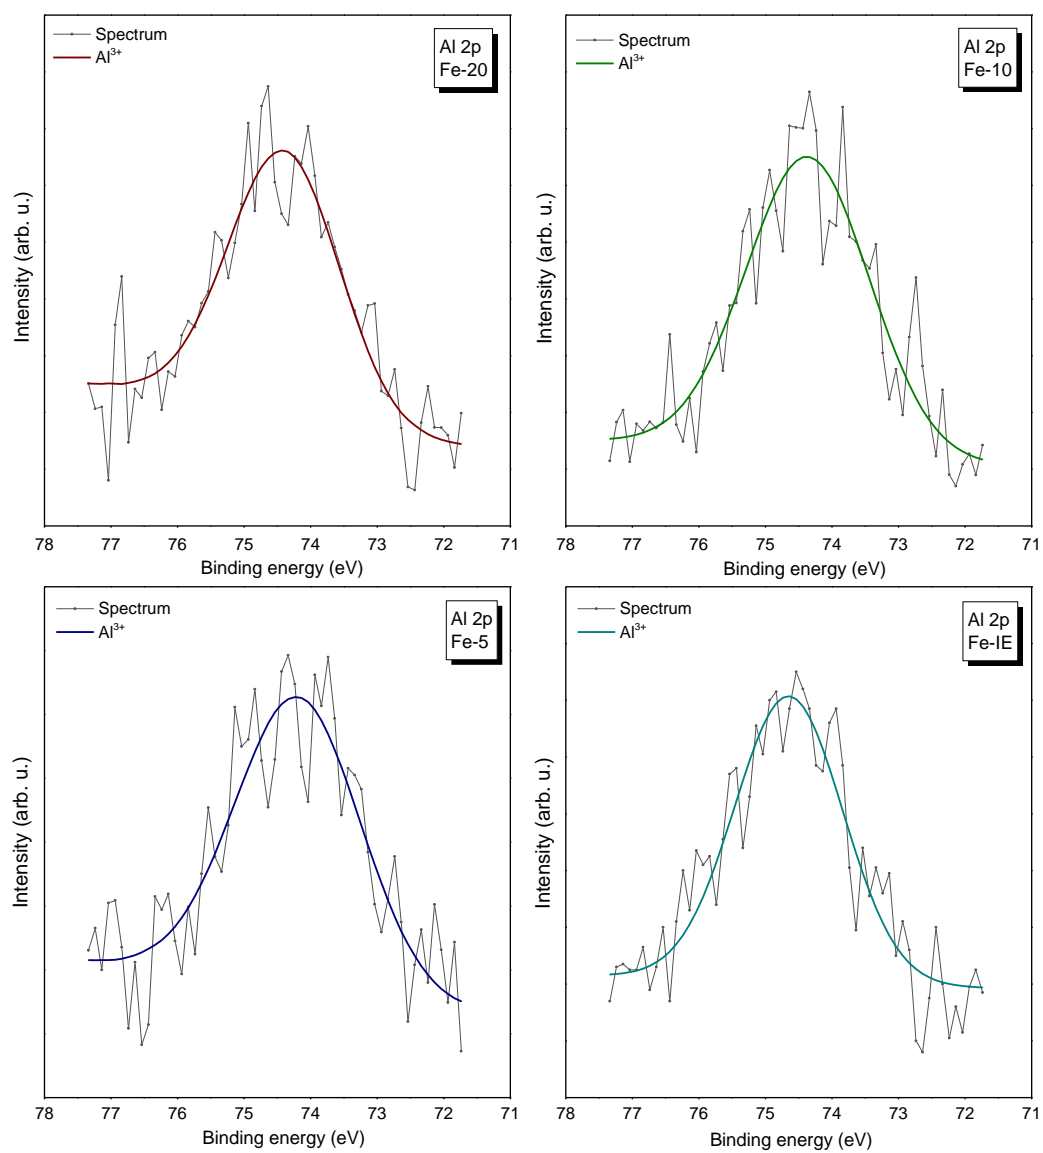 Spectrum
Al³⁺
Al 2p
Fe-20
Intensity (arb. u.)
78 77 76 75 74 73 72 71
Binding energy (eV)
Spectrum
Al³⁺
Al 2p
Fe-10
Intensity (arb. u.)
78 77 76 75 74 73 72 71
Binding energy (eV)
Spectrum
Al³⁺
Al 2p
Fe-5
Intensity (arb. u.)
78 77 76 75 74 73 72 71
Binding energy (eV)
Spectrum
Al³⁺
Al 2p
Fe-IE
Intensity (arb. u.)
78 77 76 75 74 73 72 71
Binding energy (eV)